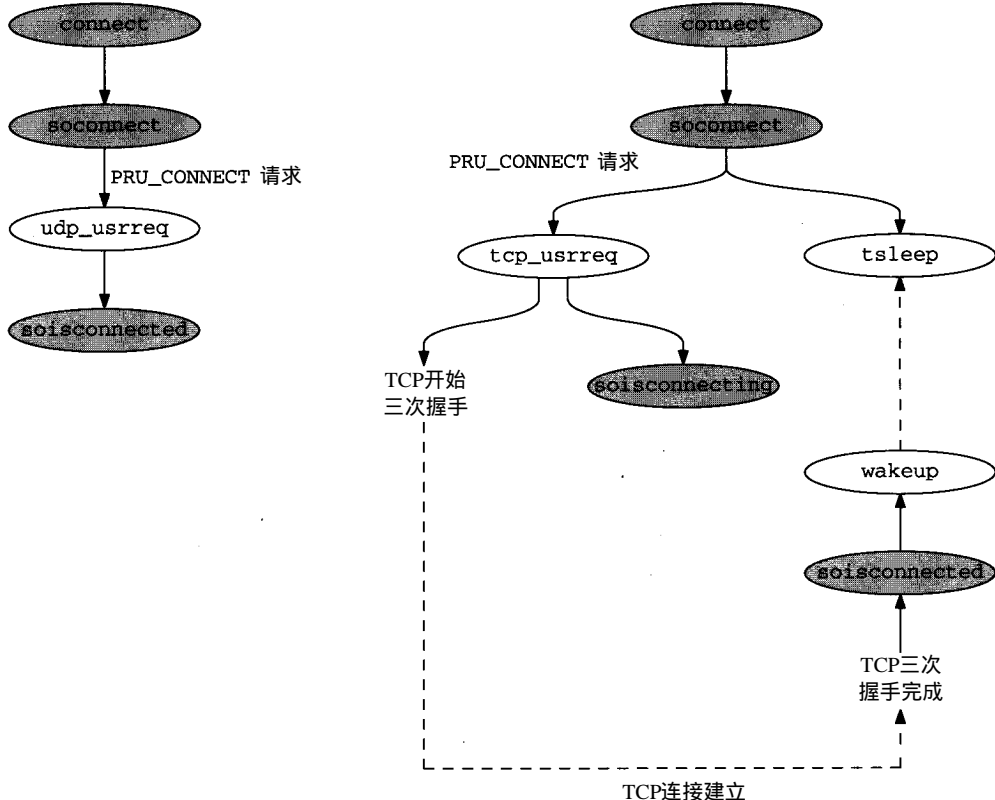 connect
soconnect
PRU_CONNECT 请求
udp_usrreq
soisconnected
connect
soconnect
PRU_CONNECT 请求
tcp_usrreq
tsleep
TCP开始
三次握手
soisconnecting
wakeup
soisconnected
TCP三次
握手完成
TCP连接建立